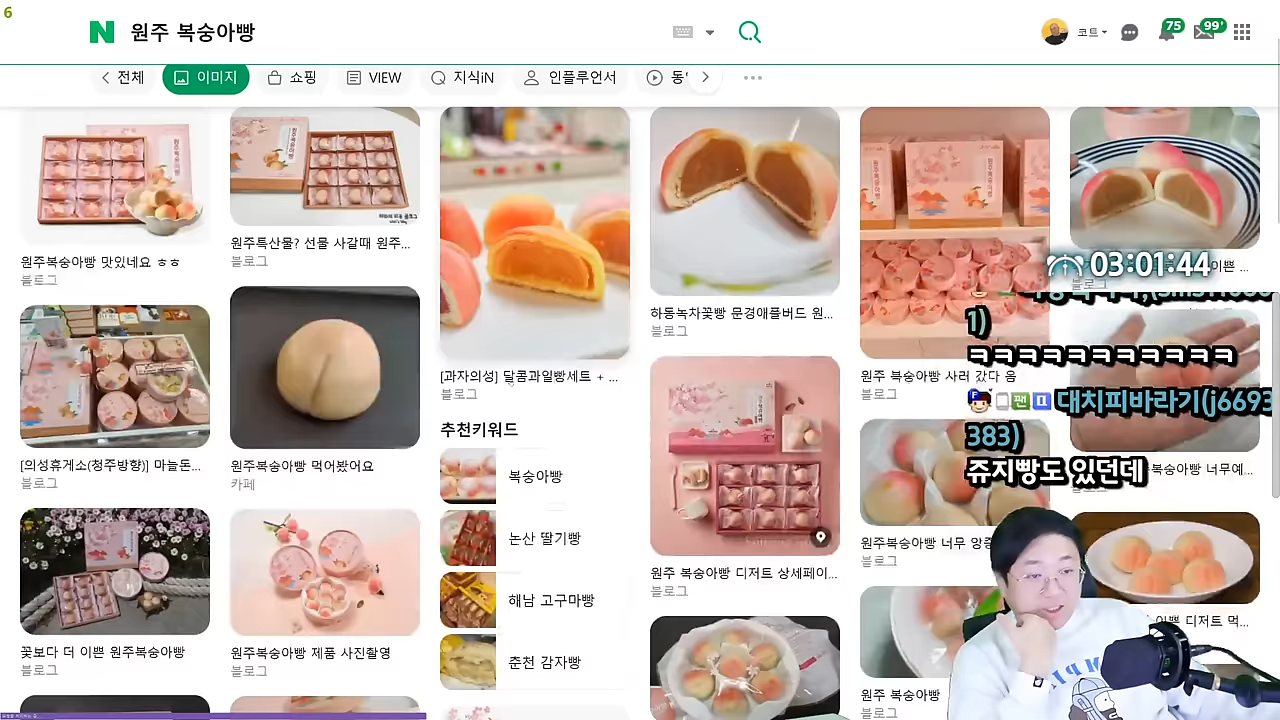 6
N 원주 복숭아빵
코트
75
99+
전체
이미지
쇼핑
VIEW
지식iN
인플루언서
원주복숭아빵 맛있네요 ㅎㅎ
블로그
원주특산물? 선물 사갈때 원주...
블로그
[과자의성] 달콤과일빵세트 + ...
블로그
하동녹차꽃빵 문경애플버드 원...
블로그
원주 복숭아빵 사러 갔다 옴
블로그
블로그
03:01:44
1)
ㅋㅋㅋㅋㅋㅋㅋㅋㅋㅋㅋ
대치피바라기(j6693
383)
쥬지빵도 있던데
[의성휴게소(청주방향)] 마늘돈...
블로그
원주복숭아빵 먹어봤어요
카페
추천키워드
복숭아빵
논산 딸기빵
해남 고구마빵
춘천 감자빵
원주 복숭아빵 디저트 상세페이...
블로그
복숭아빵 너무예...
원주복숭아빵 너무 앙증
블로그
디저트 먹...
꽃보다 더 이쁜 원주복숭아빵
블로그
원주복숭아빵 제품 사진촬영
블로그
원주 복숭아빵
블로그